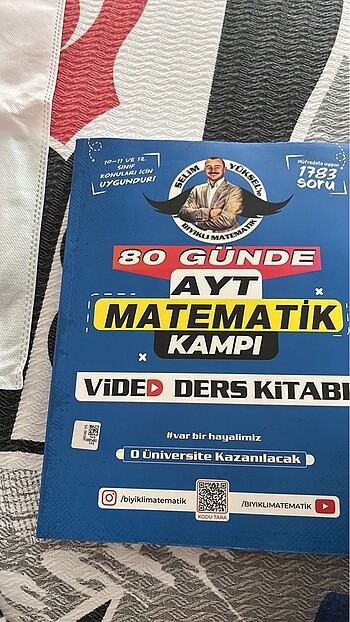 10-11 VE 12.
SINIF
KONULARI İÇİN
UYGUNDUR!
SELİM YÜKSEL'in
BIYIKLI MATEMATİK
Müfredata uygun
1783
soru
80 GÜNDE
AYT
MATEMATİK
KAMPI
VİDEO DERS KİTABI
#var bir hayalimiz
O Üniversite Kazanılacak
/biyiklimatematik
KODU TARA
/BIYIKLIMATEMATIK